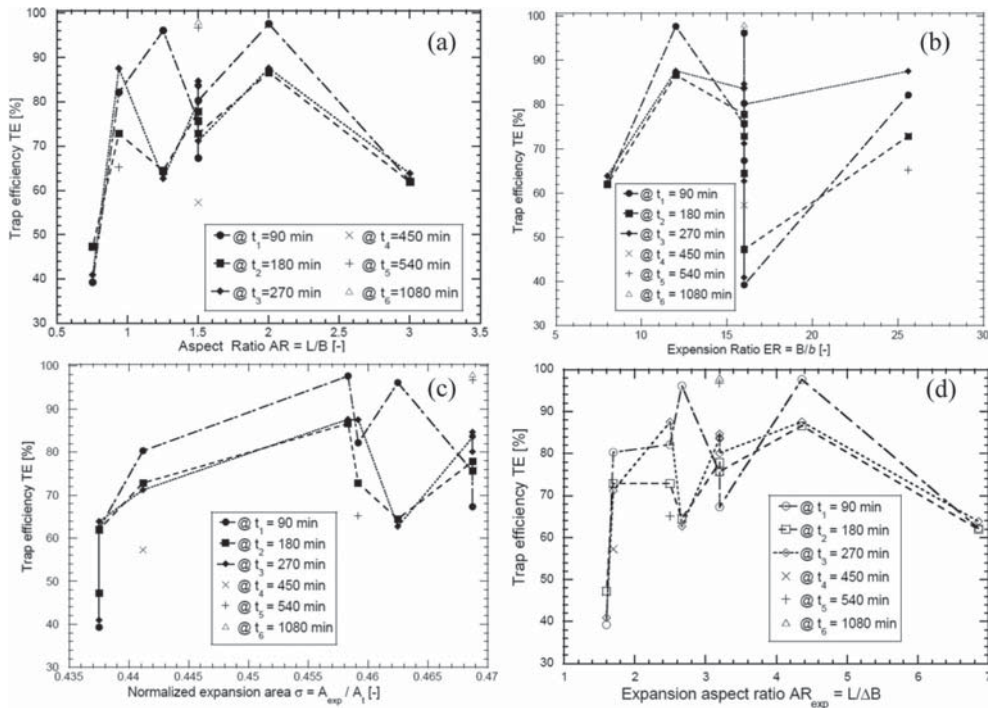 100
90
80
70
60
50
40
30
Trap efficiency TE [%]
(a)
@ t1=90 min
@ t2=180 min
@ t3=270 min
@ t4=450 min
@ t5=540 min
@ t6=1080 min
0.5 1 1.5 2 2.5 3 3.5
Aspect Ratio AR = L/B [-]
100
90
80
70
60
50
40
30
Trap efficiency TE [%]
(b)
@ t1 = 90 min
@ t2 = 180 min
@ t3 = 270 min
@ t4 = 450 min
@ t5 = 540 min
@ t6 = 1080 min
5 10 15 20 25 30
Expension Ratio ER = B/b [-]
100
90
80
70
60
50
40
30
Trap efficiency TE [%]
(c)
@ t1 = 90 min
@ t2 = 180 min
@ t3 = 270 min
@ t4 = 450 min
@ t5 = 540 min
@ t6 = 1080 min
0.435 0.44 0.445 0.45 0.455 0.46 0.465 0.47
Normalized expansion area σ = Aexp / At [-]
100
90
80
70
60
50
40
30
Trap efficiency TE [%]
(d)
@ t1 = 90 min
@ t2 = 180 min
@ t3 = 270 min
@ t4 = 450 min
@ t5 = 540 min
@ t6 = 1080 min
1 2 3 4 5 6 7
Expansion aspect ratio ARexp = L/ΔB